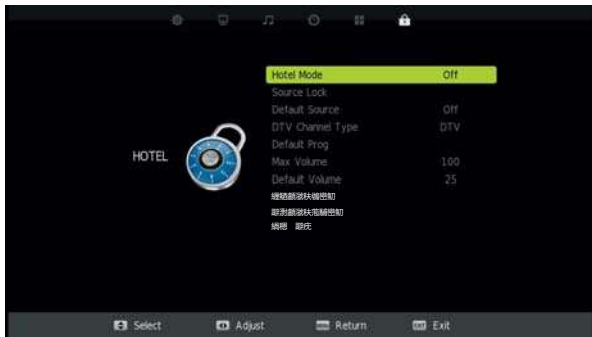 Hotel Mode Off
Source Lock
Default Source Off
DTV Channel Type DTV
Default Prog
HOTEL
Max Volume 100
Default Volume 25
Select Adjust Return Exit